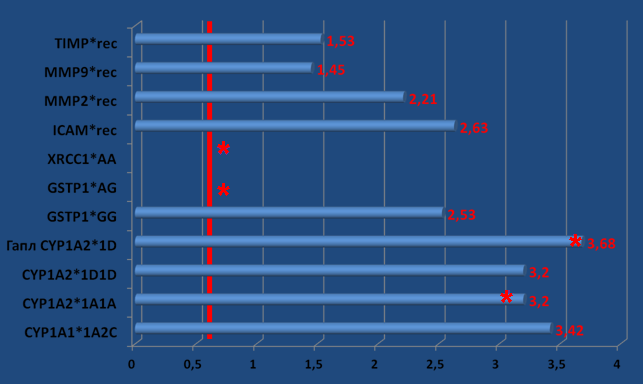 TIMP*rec 1,53
MMP9*rec 1,45
MMP2*rec 2,21
ICAM*rec 2,63
XRCC1*AA *
GSTP1*AG *
GSTP1*GG 2,53
Гапл CYP1A2*1D * 3,68
CYP1A2*1D1D 3,2
CYP1A2*1A1A * 3,2
CYP1A1*1A2C 3,42
0 0,5 1 1,5 2 2,5 3 3,5 4